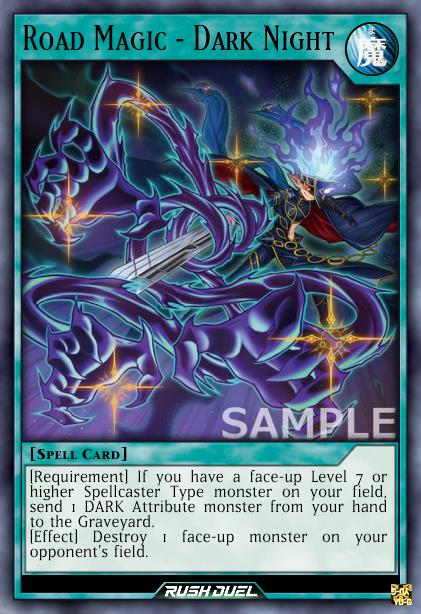 Road Magic - Dark Night
ま
魔
SAMPLE
[Spell Card]
[Requirement] If you have a face-up Level 7 or
higher Spellcaster Type monster on your field,
send 1 DARK Attribute monster from your hand
to the Graveyard.
[Effect] Destroy 1 face-up monster on your
opponent's field.
RUSH DUEL